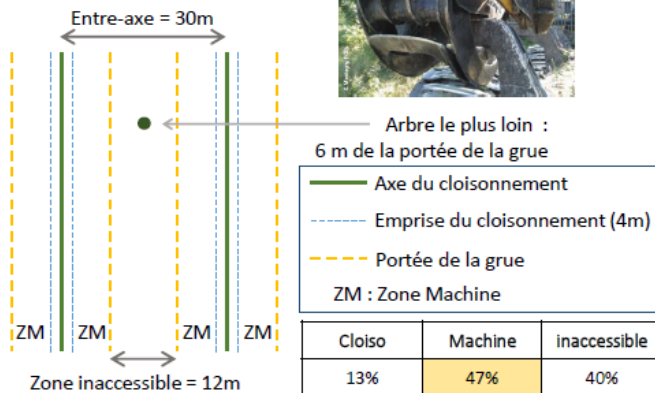 Entre-axe = 30m
Arbre le plus loin :
6 m de la portée de la grue
Axe du cloisonnement
Emprise du cloisonnement (4m)
Portée de la grue
ZM : Zone Machine
ZM ZM ZM ZM
Zone inaccessible = 12m
Cloiso Machine inaccessible
13% 47% 40%